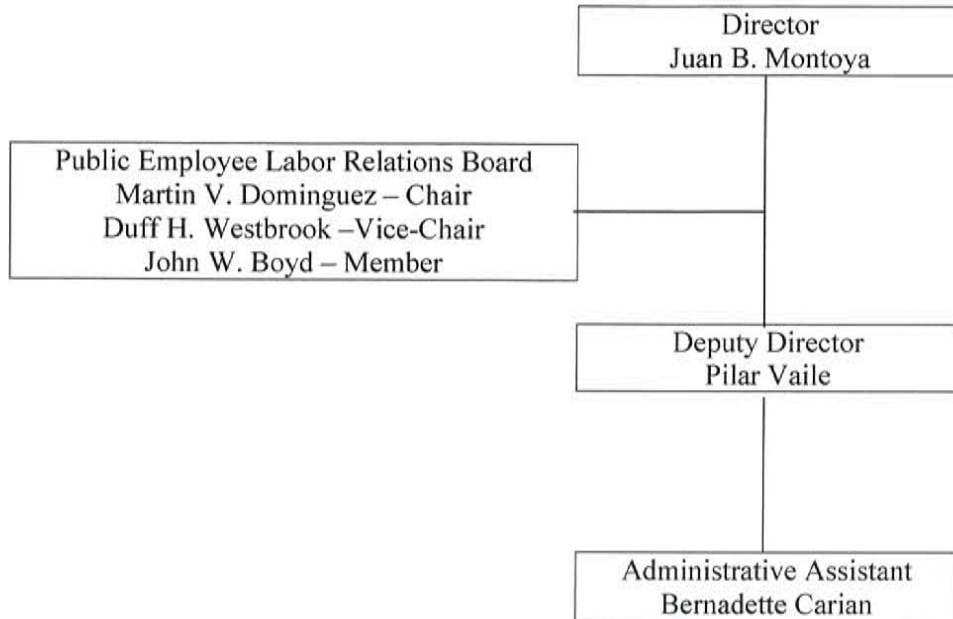 Director
Juan B. Montoya
Public Employee Labor Relations Board
Martin V. Dominguez – Chair
Duff H. Westbrook –Vice-Chair
John W. Boyd – Member
Deputy Director
Pilar Vaile
Administrative Assistant
Bernadette Carian